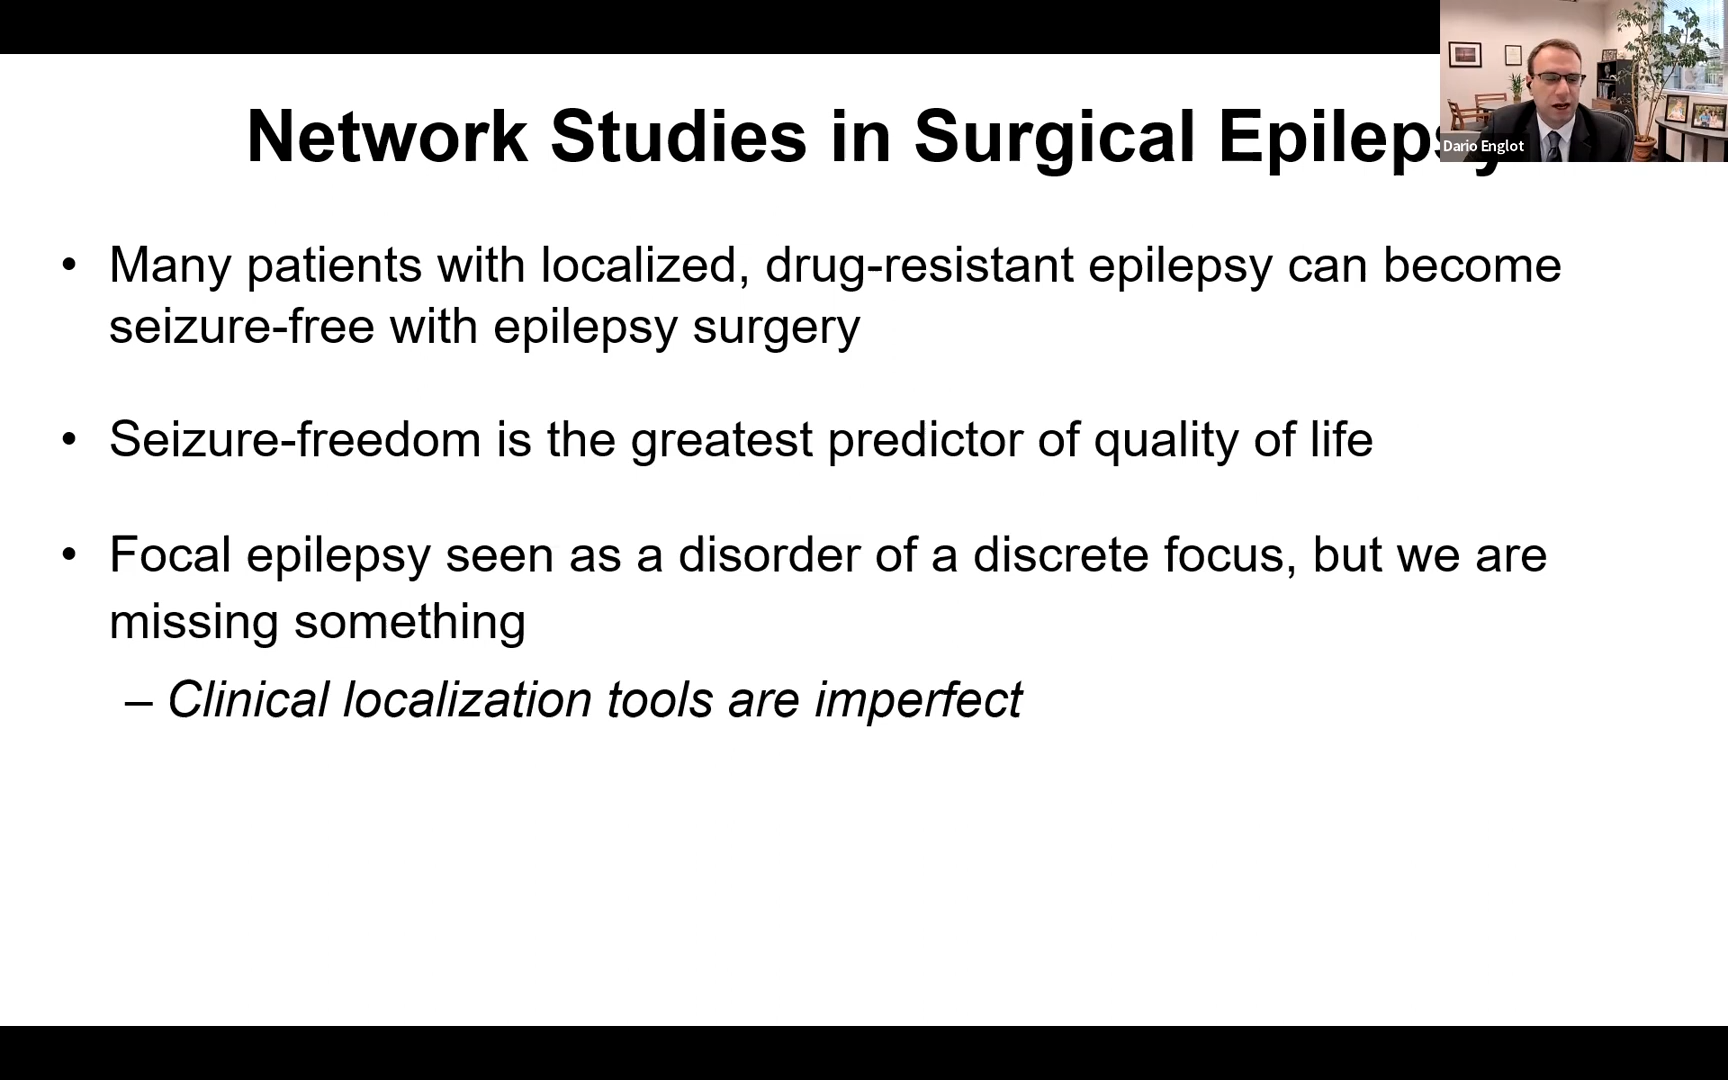 Network Studies in Surgical Epilepsy
Dario Englot
• Many patients with localized, drug-resistant epilepsy can become
seizure-free with epilepsy surgery
• Seizure-freedom is the greatest predictor of quality of life
• Focal epilepsy seen as a disorder of a discrete focus, but we are
missing something
– Clinical localization tools are imperfect